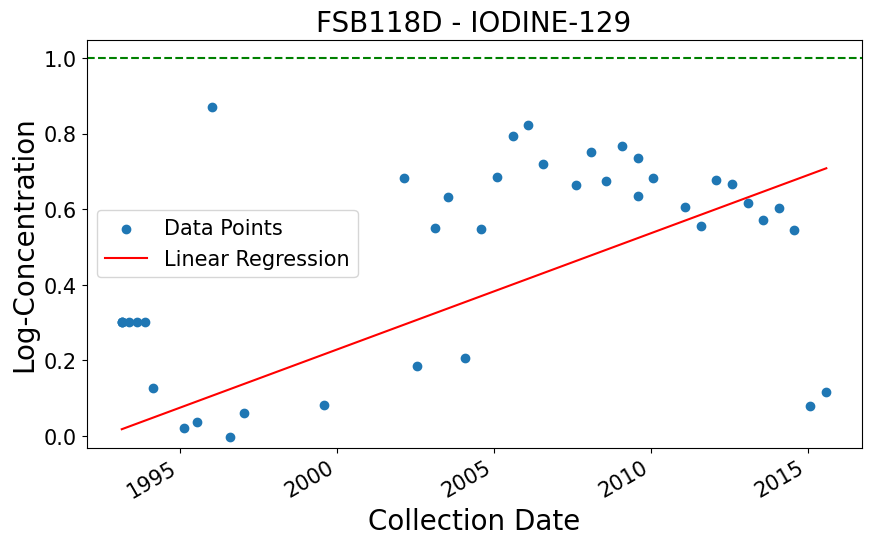 FSB118D - IODINE-129
1.0
0.8
0.6
0.4
0.2
0.0
Log-Concentration
Data Points
Linear Regression
1995
2000
2005
2010
2015
Collection Date